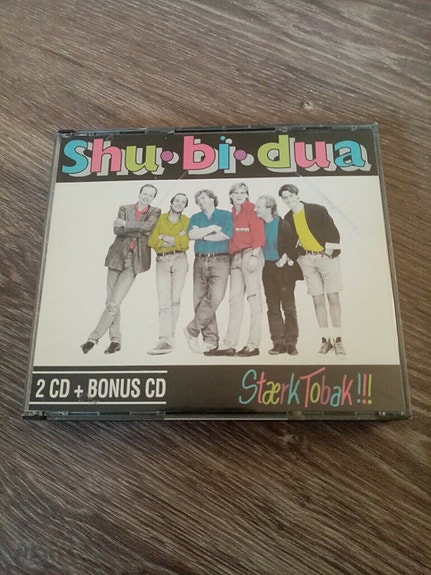 shu·bi·dua
2 CD + BONUS CD
Stærk Tobak!!!